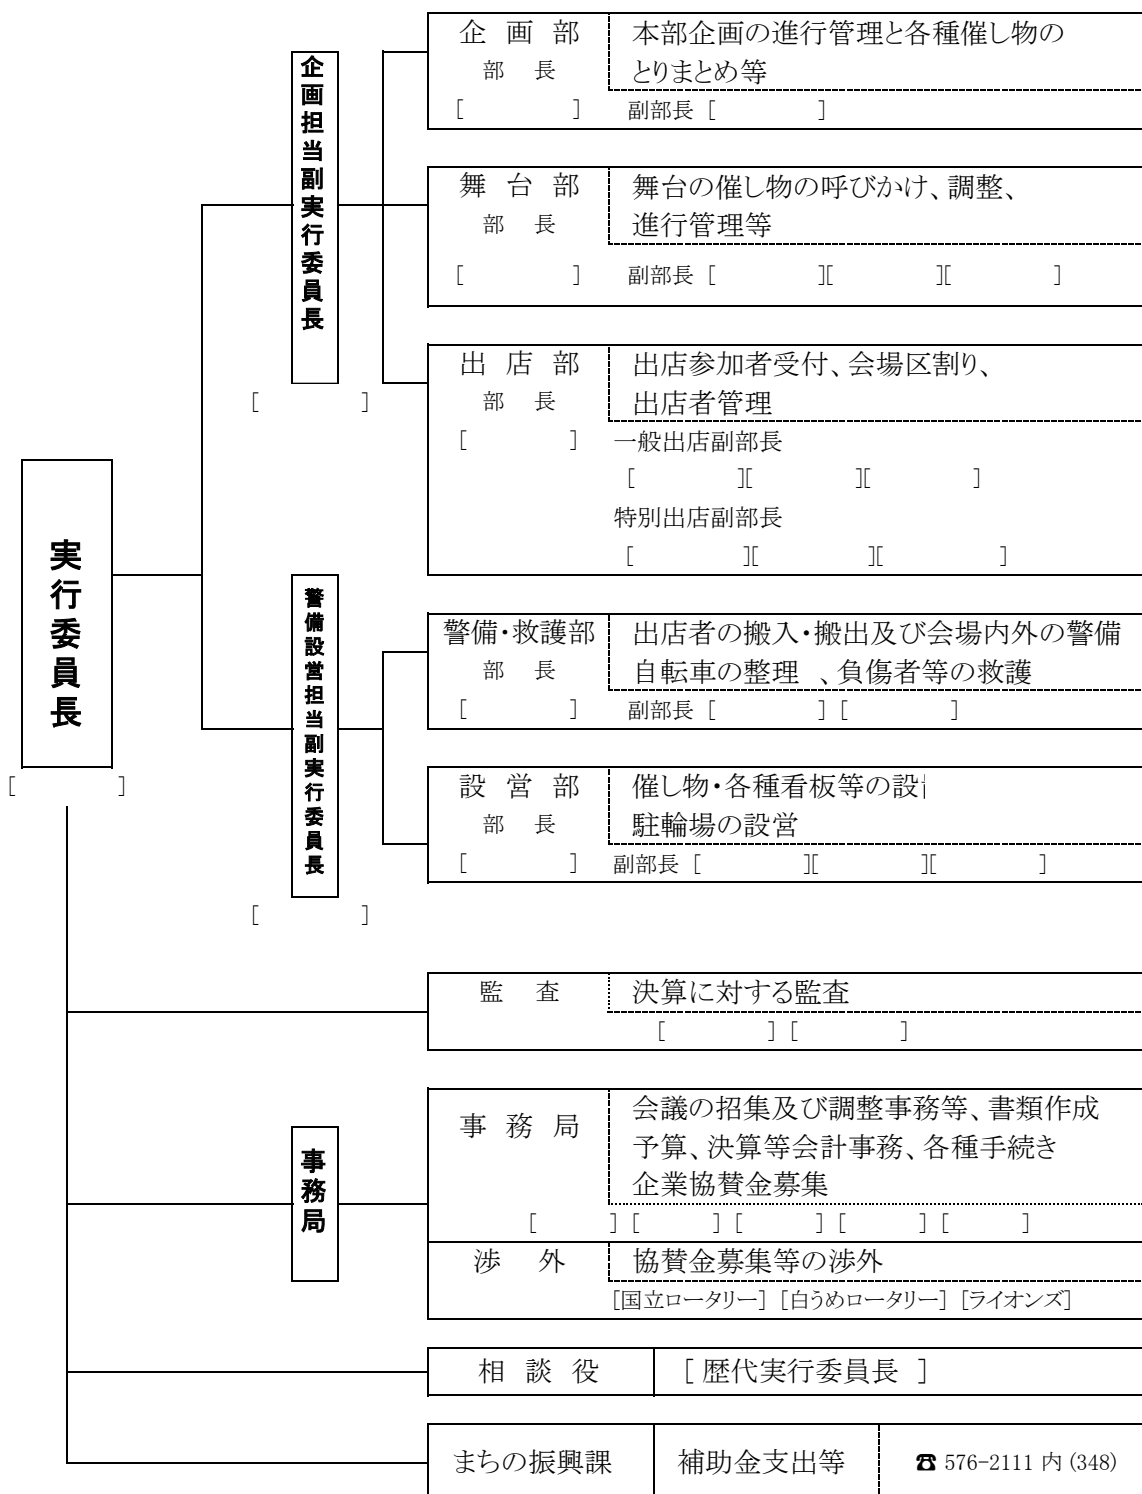 企 画 部　本部企画の進行管理と各種催し物の
部　長　とりまとめ等
[　　　]　副部長 [　　　]
企画担当副実行委員長
舞 台 部　舞台の催し物の呼びかけ、調整、
部　長　進行管理等
[　　　]　副部長 [　　　][　　　][　　　]
出 店 部　出店参加者受付、会場区割り、
部　長　出店者管理
[　　　]
[　　　]　一般出店副部長
[　　　][　　　][　　　]
特別出店副部長
[　　　][　　　][　　　]
実行委員長
[　　　]
警備設営担当副実行委員長
[　　　]
警備・救護部　出店者の搬入・搬出及び会場内外の警備
部　長　自転車の整理　、負傷者等の救護
[　　　]　副部長 [　　　] [　　　]
設 営 部　催し物・各種看板等の設
部　長　駐輪場の設営
[　　　]　副部長 [　　　][　　　][　　　]
監　査　決算に対する監査
[　　　] [　　　]
事務局
事 務 局　会議の招集及び調整事務等、書類作成
予算、決算等会計事務、各種手続き
企業協賛金募集
[　　　] [　　　] [　　　] [　　　] [　　　]
渉　外　協賛金募集等の渉外
[国立ロータリー] [白うめロータリー] [ライオンズ]
相 談 役　[ 歴代実行委員長 ]
まちの振興課　補助金支出等　☎ 576-2111 内 (348)